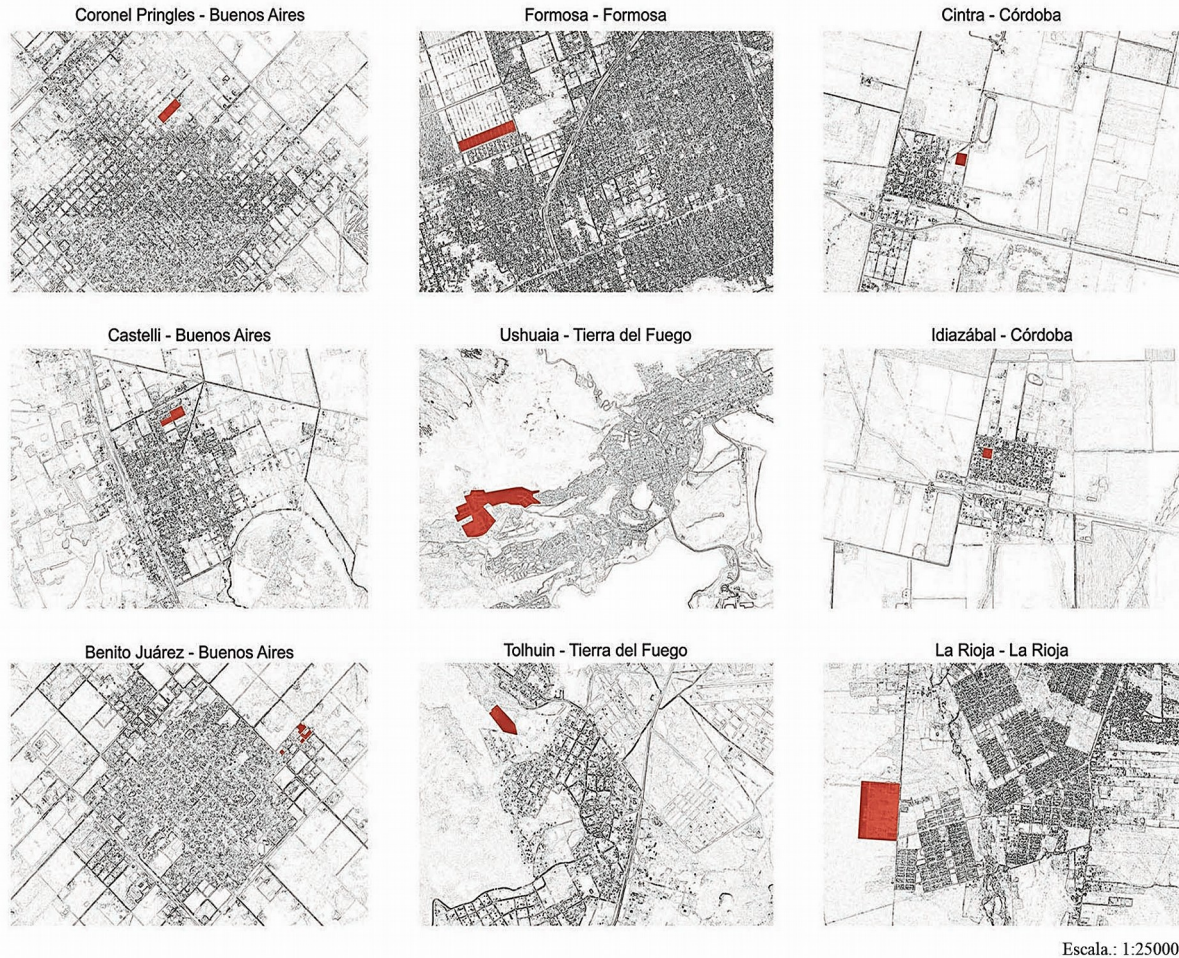 Coronel Pringles - Buenos Aires
Formosa - Formosa
Cintra - Córdoba
Castelli - Buenos Aires
Ushuaia - Tierra del Fuego
Idiazábal - Córdoba
Benito Juárez - Buenos Aires
Tolhuin - Tierra del Fuego
La Rioja - La Rioja
Escala.: 1:25000